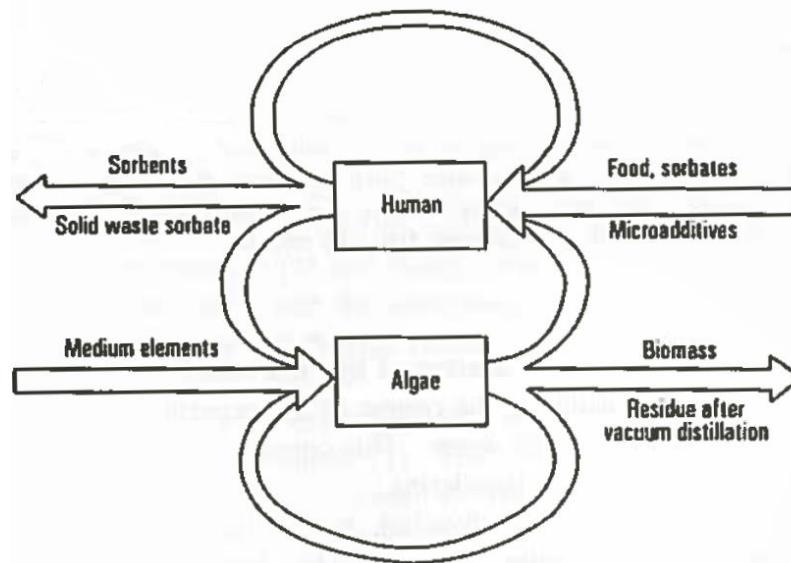 Sorbents
Food, sorbates
Human
Solid waste sorbate
Microadditives
Medium elements
Biomass
Algae
Residue after
vacuum distillation